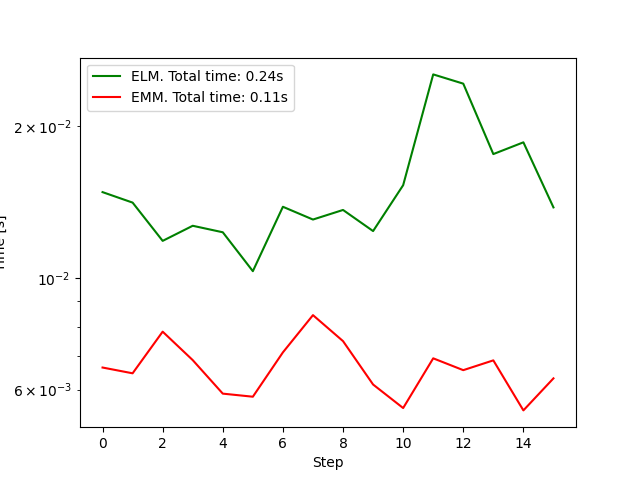 ELM. Total time: 0.24s
EMM. Total time: 0.11s
2 × 10⁻²
10⁻²
6 × 10⁻³
Time [s]
0 2 4 6 8 10 12 14
Step